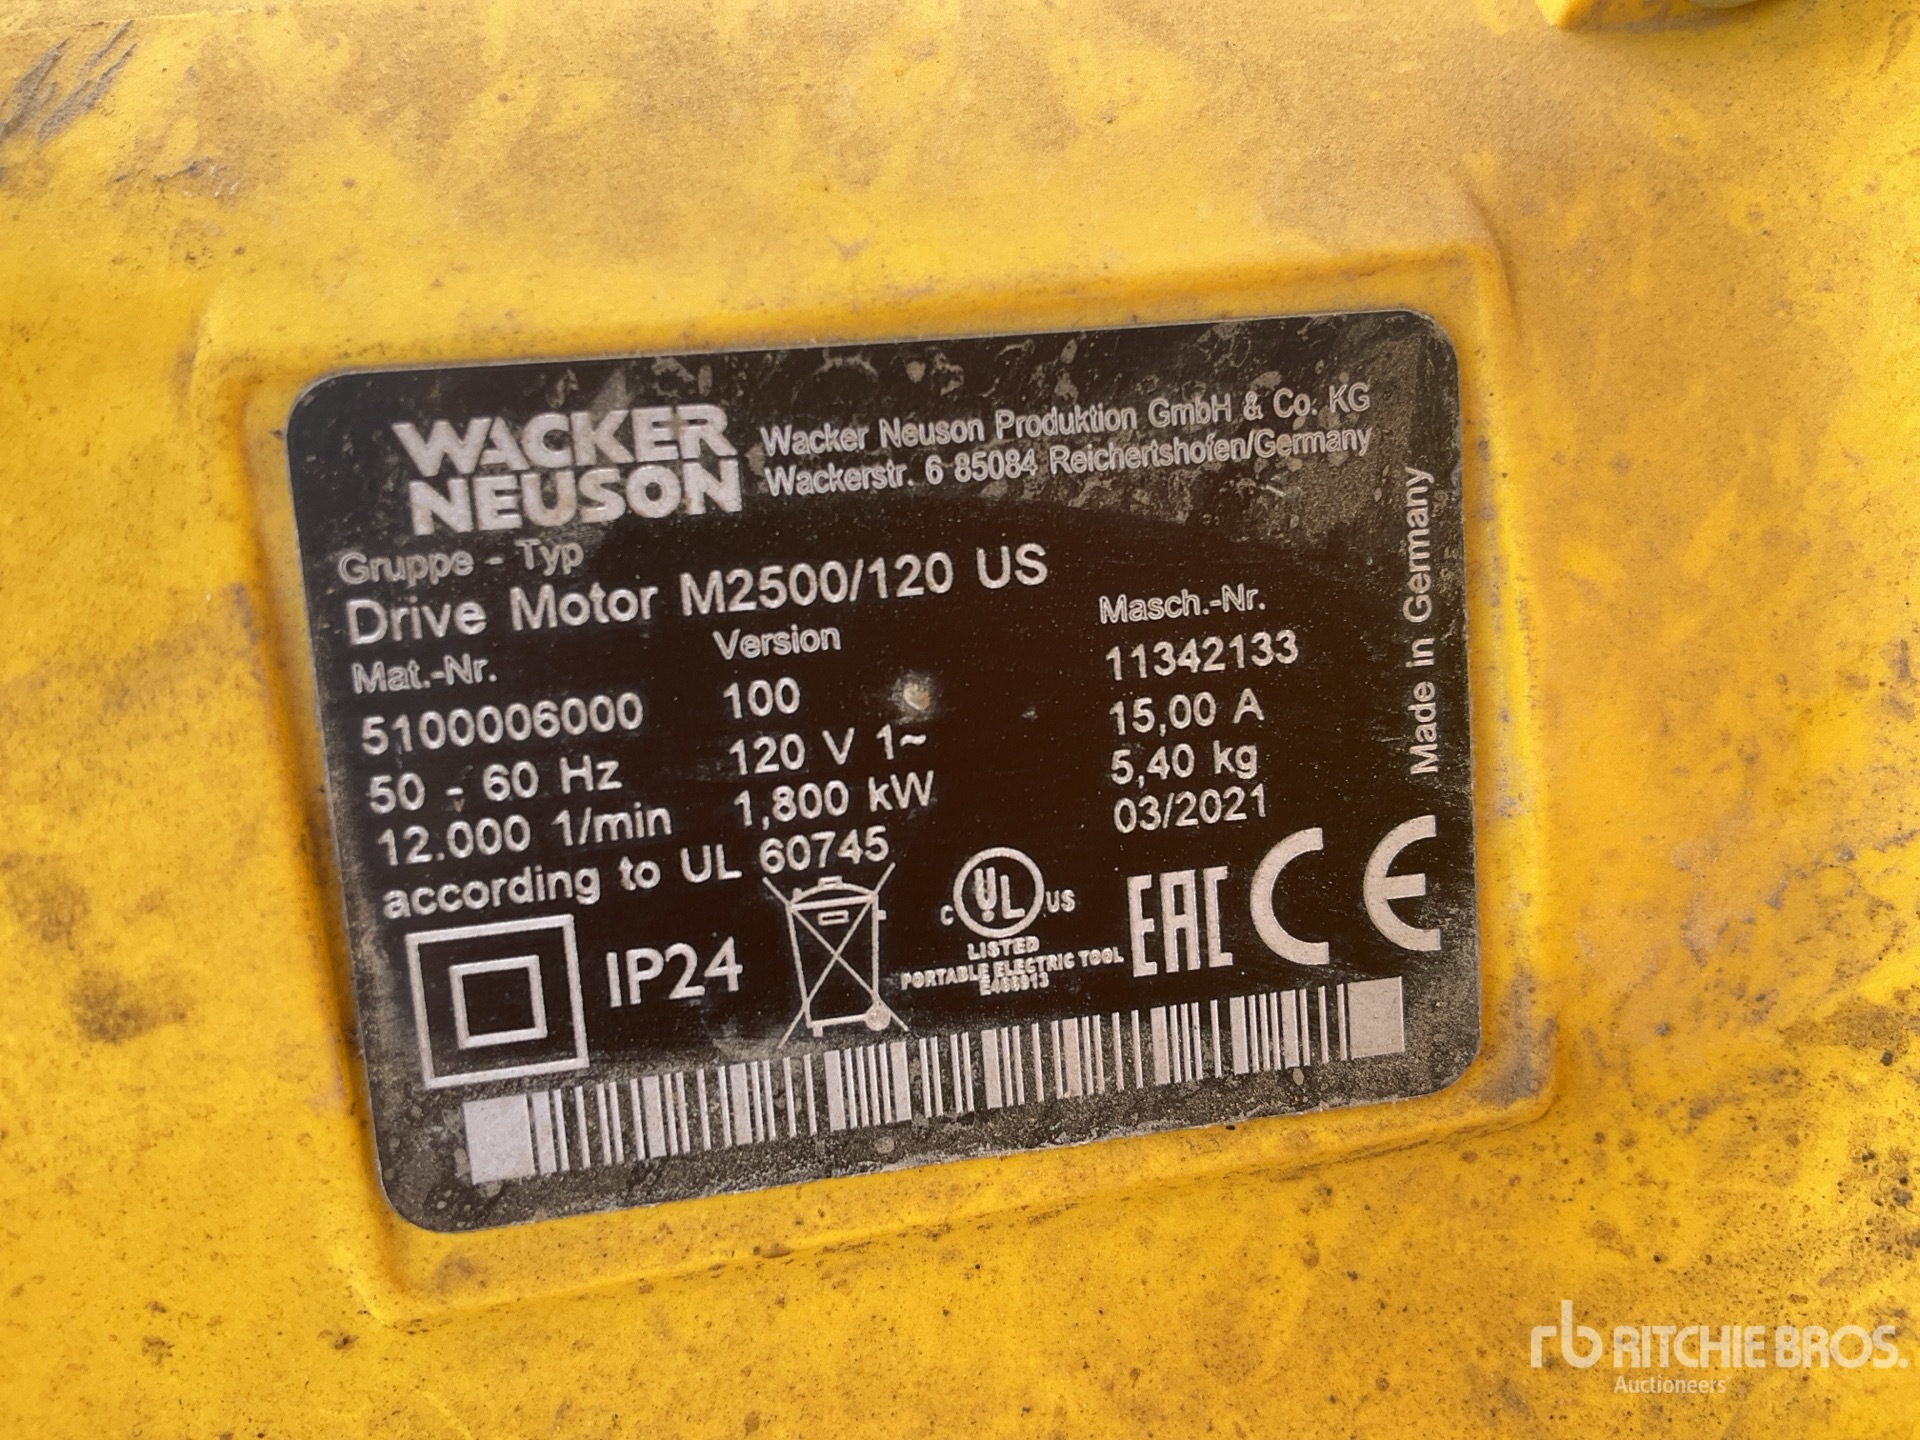 WACKER
NEUSON
Wacker Neuson Produktion GmbH & Co. KG
Wackerstr. 6 85084 Reichertshofen/Germany
Gruppe - Typ
Drive Motor M2500/120 US
Mat.-Nr. Version Masch.-Nr.
5100006000 100 11342133
50 - 60 Hz 120 V 1~ 15,00 A
12.000 1/min 1,800 kW 5,40 kg
according to UL 60745 03/2021
Made in Germany
IP24
C UL US
LISTED
PORTABLE ELECTRIC TOOL
EAC CE
rb RITCHIE BROS.
Auctioneers